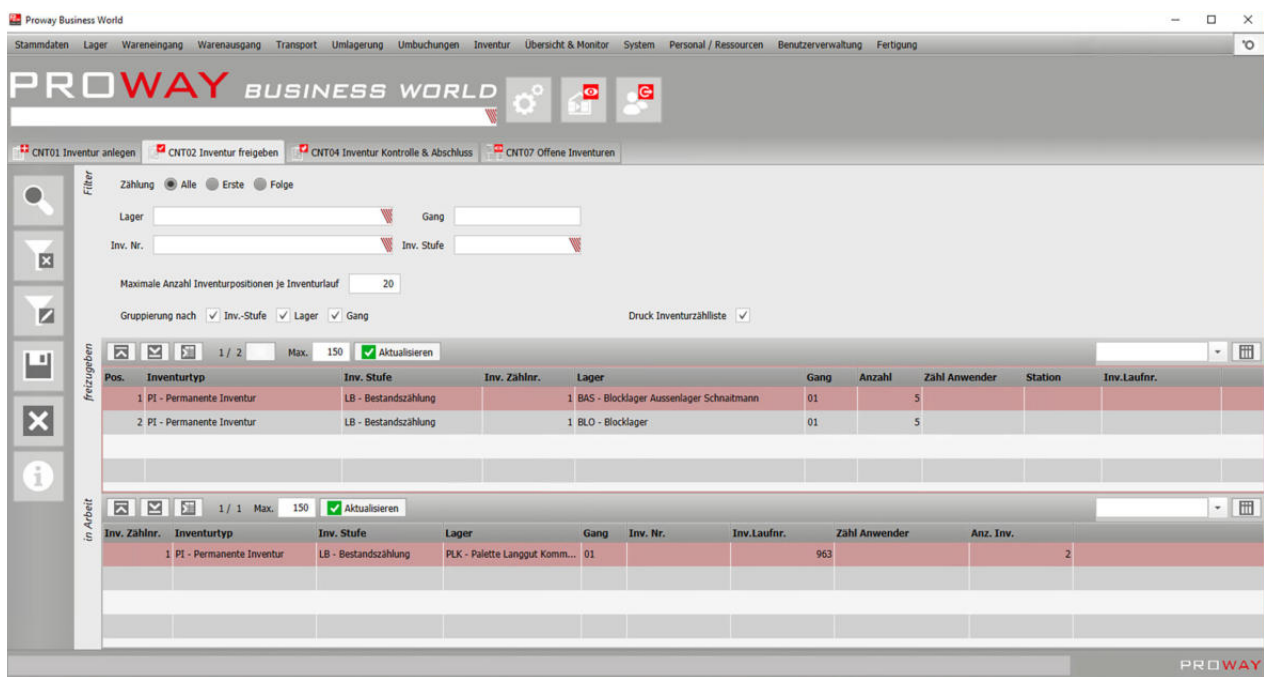 Proway Business World
Stammdaten Lager Wareneingang Warenausgang Transport Umlagerung Umbuchungen Inventur Übersicht & Monitor System Personal / Ressourcen Benutzerverwaltung Fertigung
PROWAY BUSINESS WORLD
CNT01 Inventur anlegen CNT02 Inventur freigeben CNT04 Inventur Kontrolle & Abschluss CNT07 Offene Inventuren
Filter
Zählung Alle Erste Folge
Lager Gang
Inv. Nr. Inv. Stufe
Maximale Anzahl Inventurpositionen je Inventurlauf 20
Gruppierung nach Inv.-Stufe Lager Gang Druck Inventurzählliste
freizugeben
1 / 2 Max. 150 Aktualisieren
Pos. Inventurtyp Inv. Stufe Inv. Zählnr. Lager Gang Anzahl Zähl Anwender Station Inv.Laufnr.
1 PI - Permanente Inventur LB - Bestandszählung 1 BAS - Blocklager Aussenlager Schnaitmann 01 5
2 PI - Permanente Inventur LB - Bestandszählung 1 BLO - Blocklager 01 5
in Arbeit
1 / 1 Max. 150 Aktualisieren
Inv. Zählnr. Inventurtyp Inv. Stufe Lager Gang Inv. Nr. Inv.Laufnr. Zähl Anwender Anz. Inv.
1 PI - Permanente Inventur LB - Bestandszählung PLK - Palette Langgut Komm... 01 963 2
PROWAY